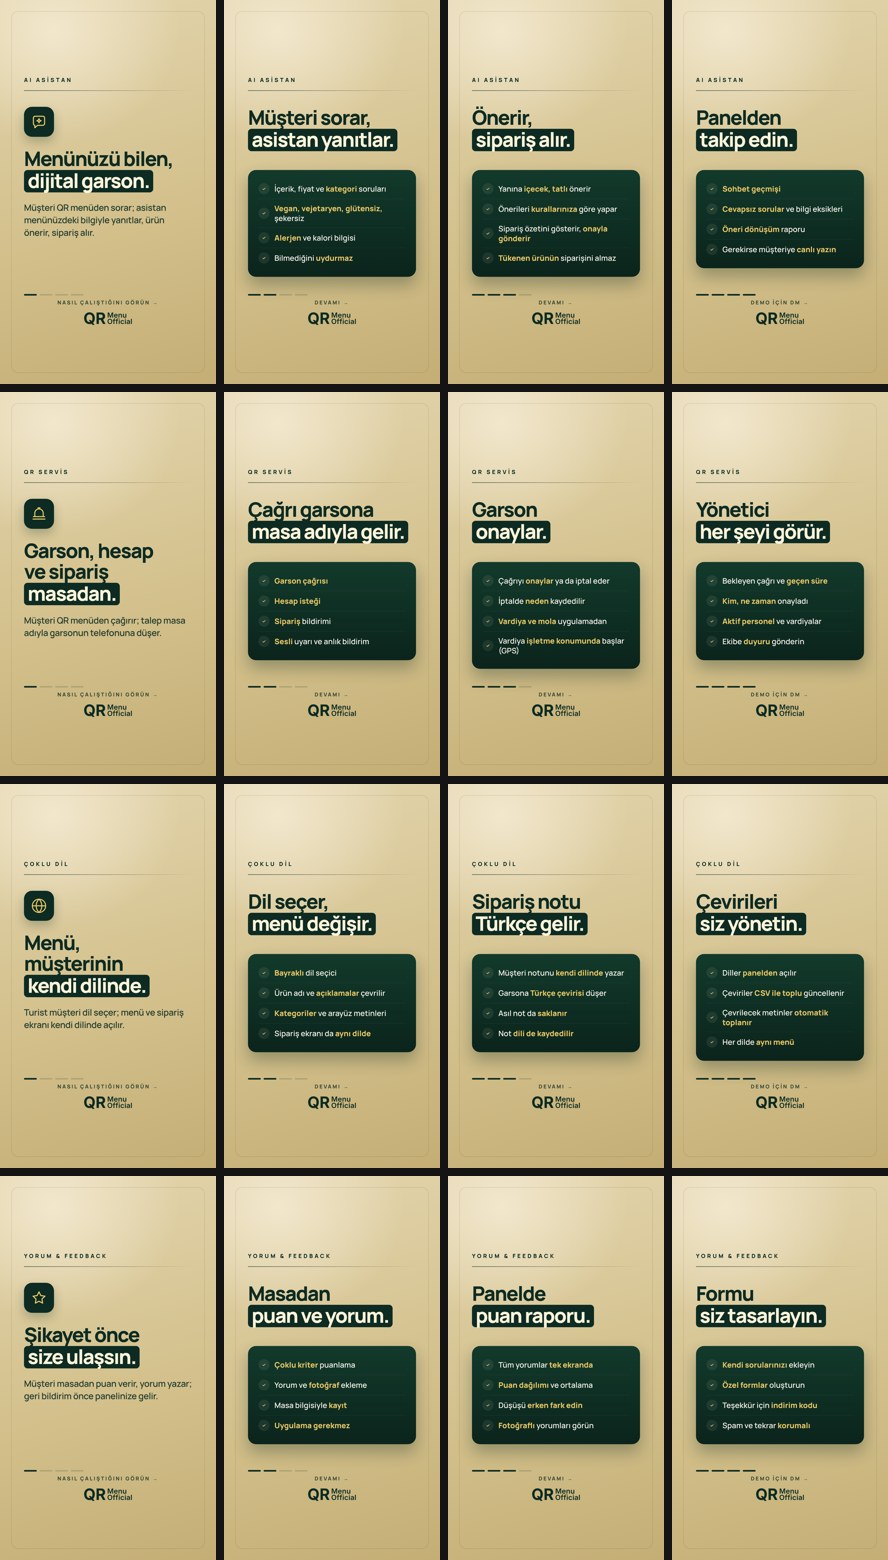 AI ASİSTAN
Menünüzü bilen,
dijital garson.
Müşteri QR menüden sorar; asistan
menünüzdeki bilgiyle yanıtlar, ürün
önerir, sipariş alır.
NASIL ÇALIŞTIĞINI GÖRÜN →
QR Menu Official
AI ASİSTAN
Müşteri sorar,
asistan yanıtlar.
İçerik, fiyat ve kategori soruları
Vegan, vejetaryen, glütensiz,
şekersiz
Alerjen ve kalori bilgisi
Bilmediğini uydurmaz
DEVAMI →
QR Menu Official
AI ASİSTAN
Önerir,
sipariş alır.
Yanına içecek, tatlı önerir
Önerileri kurallarınıza göre yapar
Sipariş özetini gösterir, onayla
gönderir
Tükenen ürünün siparişini almaz
DEVAMI →
QR Menu Official
AI ASİSTAN
Panelden
takip edin.
Sohbet geçmişi
Cevapsız sorular ve bilgi eksikleri
Öneri dönüşüm raporu
Gerekirse müşteriye canlı yazın
DEMO İÇİN DM →
QR Menu Official
QR SERVİS
Garson, hesap
ve sipariş
masadan.
Müşteri QR menüden çağırır; talep masa
adıyla garsonun telefonuna düşer.
NASIL ÇALIŞTIĞINI GÖRÜN →
QR Menu Official
QR SERVİS
Çağrı garsona
masa adıyla gelir.
Garson çağrısı
Hesap isteği
Sipariş bildirimi
Sesli uyarı ve anlık bildirim
DEVAMI →
QR Menu Official
QR SERVİS
Garson
onaylar.
Çağrıyı onaylar ya da iptal eder
İptalde neden kaydedilir
Vardiya ve mola uygulamadan
Vardiya işletme konumunda başlar
(GPS)
DEVAMI →
QR Menu Official
QR SERVİS
Yönetici
her şeyi görür.
Bekleyen çağrı ve geçen süre
Kim, ne zaman onayladı
Aktif personel ve vardiyalar
Ekibe duyuru gönderin
DEMO İÇİN DM →
QR Menu Official
ÇOKLU DİL
Menü,
müşterinin
kendi dilinde.
Turist müşteri dil seçer; menü ve sipariş
ekranı kendi dilinde açılır.
NASIL ÇALIŞTIĞINI GÖRÜN →
QR Menu Official
ÇOKLU DİL
Dil seçer,
menü değişir.
Bayraklı dil seçici
Ürün adı ve açıklamalar çevrilir
Kategoriler ve arayüz metinleri
Sipariş ekranı da aynı dilde
DEVAMI →
QR Menu Official
ÇOKLU DİL
Sipariş notu
Türkçe gelir.
Müşteri notunu kendi dilinde yazar
Garsona Türkçe çevirisi düşer
Asıl not da saklanır
Not dili de kaydedilir
DEVAMI →
QR Menu Official
ÇOKLU DİL
Çevirileri
siz yönetin.
Diller panelden açılır
Çeviriler CSV ile toplu güncellenir
Çevrilecek metinler otomatik
toplanır
Her dilde aynı menü
DEMO İÇİN DM →
QR Menu Official
YORUM & FEEDBACK
Şikayet önce
size ulaşsın.
Müşteri masadan puan verir, yorum yazar;
geri bildirim önce panelinize gelir.
NASIL ÇALIŞTIĞINI GÖRÜN →
QR Menu Official
YORUM & FEEDBACK
Masadan
puan ve yorum.
Çoklu kriter puanlama
Yorum ve fotoğraf ekleme
Masa bilgisiyle kayıt
Uygulama gerekmez
DEVAMI →
QR Menu Official
YORUM & FEEDBACK
Panelde
puan raporu.
Tüm yorumlar tek ekranda
Puan dağılımı ve ortalama
Düşüşü erken fark edin
Fotoğraflı yorumları görün
DEVAMI →
QR Menu Official
YORUM & FEEDBACK
Formu
siz tasarlayın.
Kendi sorularınızı ekleyin
Özel formlar oluşturun
Teşekkür için indirim kodu
Spam ve tekrar korumalı
DEMO İÇİN DM →
QR Menu Official